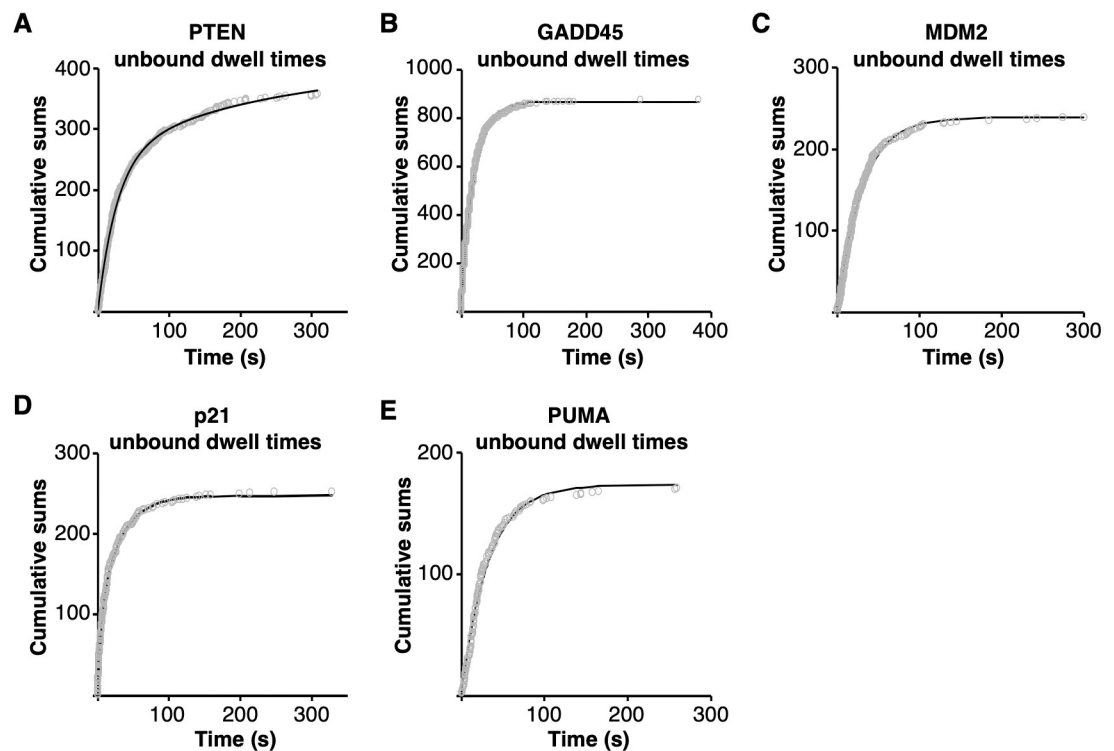 A
PTEN
unbound dwell times
Cumulative sums
400
300
200
100
100
200
300
Time (s)
B
GADD45
unbound dwell times
Cumulative sums
1000
800
600
400
200
100
200
300
400
Time (s)
C
MDM2
unbound dwell times
Cumulative sums
300
200
100
100
200
300
Time (s)
D
p21
unbound dwell times
Cumulative sums
300
200
100
100
200
300
Time (s)
E
PUMA
unbound dwell times
Cumulative sums
200
100
100
200
300
Time (s)